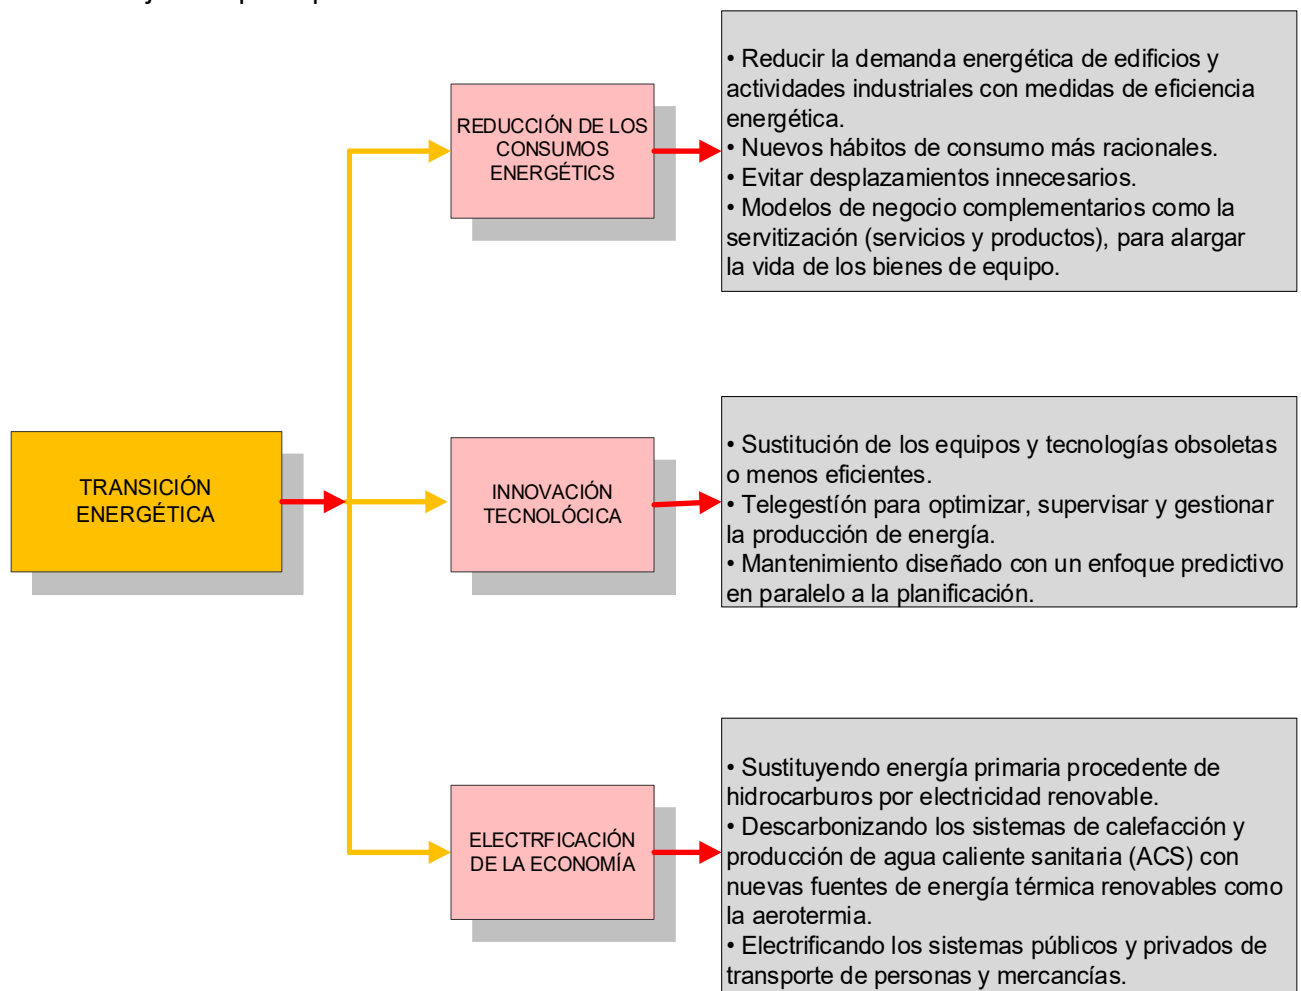 TRANSICIÓN
ENERGÉTICA
REDUCCIÓN DE LOS
CONSUMOS
ENERGÉTICS
• Reducir la demanda energética de edificios y
actividades industriales con medidas de eficiencia
energética.
• Nuevos hábitos de consumo más racionales.
• Evitar desplazamientos innecesarios.
• Modelos de negocio complementarios como la
servitización (servicios y productos), para alargar
la vida de los bienes de equipo.
INNOVACIÓN
TECNOLÓCICA
• Sustitución de los equipos y tecnologías obsoletas
o menos eficientes.
• Telegestíón para optimizar, supervisar y gestionar
la producción de energía.
• Mantenimiento diseñado con un enfoque predictivo
en paralelo a la planificación.
ELECTRFICACIÓN
DE LA ECONOMÍA
• Sustituyendo energía primaria procedente de
hidrocarburos por electricidad renovable.
• Descarbonizando los sistemas de calefacción y
producción de agua caliente sanitaria (ACS) con
nuevas fuentes de energía térmica renovables como
la aerotermia.
• Electrificando los sistemas públicos y privados de
transporte de personas y mercancías.